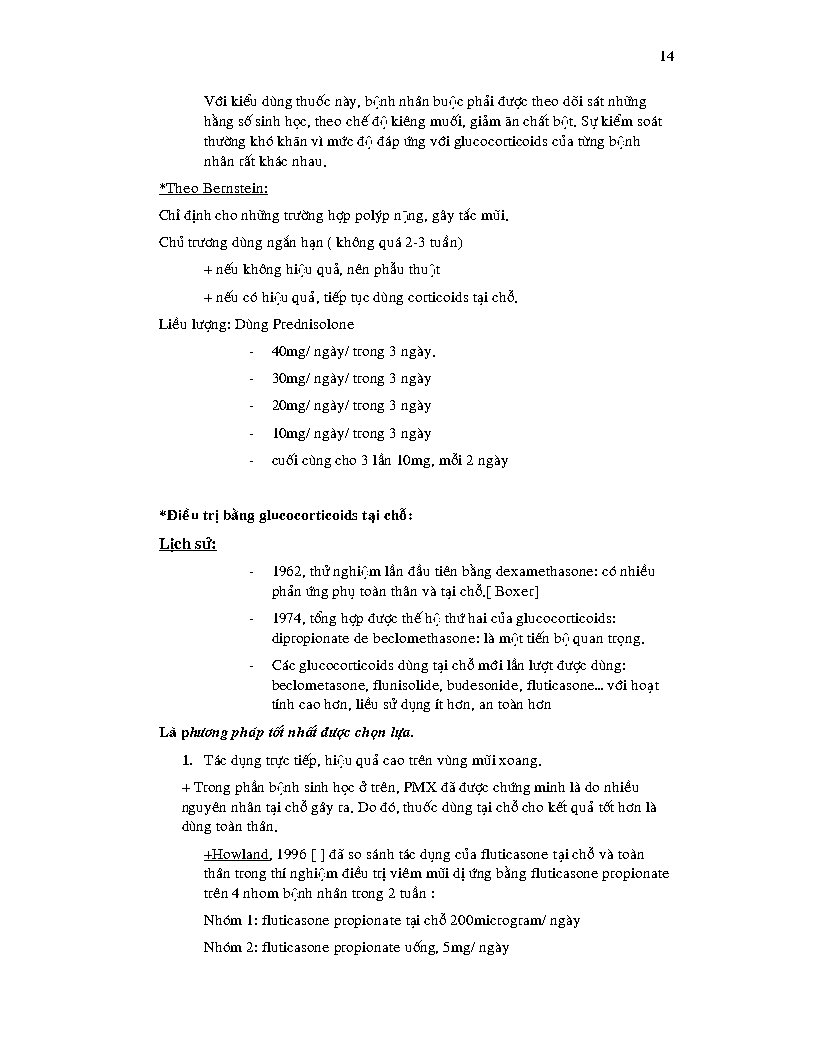 14
Với kiểu dùng thuốc này, bệnh nhân buộc phải được theo dõi sát những
hằng số sinh học, theo chế độ kiêng muối, giảm ăn chất bột. Sự kiểm soát
thường khó khăn vì mức độ đáp ứng với glucocorticoids của từng bệnh
nhân rất khác nhau.
*Theo Bernstein:
Chỉ định cho những trường hợp polýp nặng, gây tắc mũi.
Chủ trương dùng ngắn hạn ( không quá 2-3 tuần)
+ nếu không hiệu quả, nên phẫu thuật
+ nếu có hiệu quả, tiếp tục dùng corticoids tại chỗ.
Liều lượng: Dùng Prednisolone
- 40mg/ ngày/ trong 3 ngày.
- 30mg/ ngày/ trong 3 ngày
- 20mg/ ngày/ trong 3 ngày
- 10mg/ ngày/ trong 3 ngày
- cuối cùng cho 3 lần 10mg, mỗi 2 ngày
*Điều trị bằng glucocorticoids tại chỗ:
Lịch sử:
- 1962, thử nghiệm lần đầu tiên bằng dexamethasone: có nhiều
phản ứng phụ toàn thân và tại chỗ.[ Boxer]
- 1974, tổng hợp được thế hệ thứ hai của glucocorticoids:
dipropionate de beclomethasone: là một tiến bộ quan trọng.
- Các glucocorticoids dùng tại chỗ mới lần lượt được dùng:
beclometasone, flunisolide, budesonide, fluticasone... với hoạt
tính cao hơn, liều sử dụng ít hơn, an toàn hơn
Là phương pháp tốt nhất được chọn lựa.
1. Tác dụng trực tiếp, hiệu quả cao trên vùng mũi xoang.
+ Trong phần bệnh sinh học ở trên, PMX đã được chứng minh là do nhiều
nguyên nhân tại chỗ gây ra. Do đó, thuốc dùng tại chỗ cho kết quả tốt hơn là
dùng toàn thân.
+Howland, 1996 [ ] đã so sánh tác dụng của fluticasone tại chỗ và toàn
thân trong thí nghiệm điều trị viêm mũi dị ứng bằng fluticasone propionate
trên 4 nhom bệnh nhân trong 2 tuần :
Nhóm 1: fluticasone propionate tại chỗ 200microgram/ ngày
Nhóm 2: fluticasone propionate uống, 5mg/ ngày